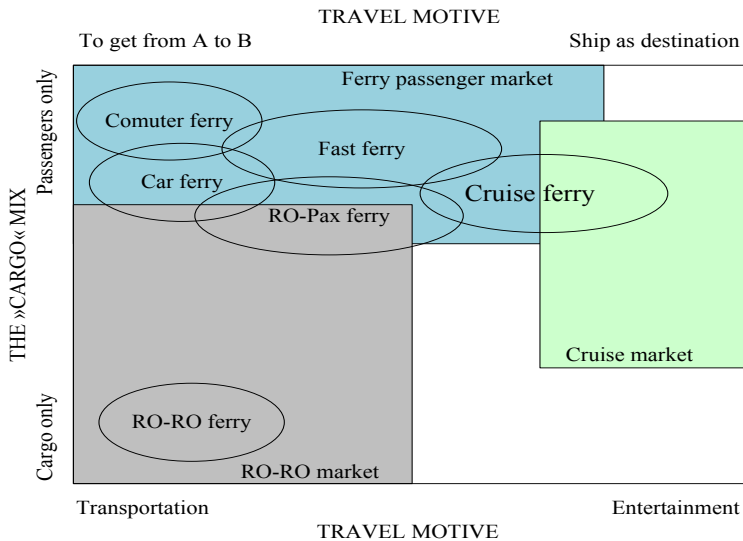 TRAVEL MOTIVE
To get from A to B
Ship as destination
Passengers only
Ferry passenger market
Comuter ferry
Fast ferry
Car ferry
Cruise ferry
RO-Pax ferry
THE »CARGO« MIX
Cruise market
Cargo only
RO-RO ferry
RO-RO market
Transportation
Entertainment
TRAVEL MOTIVE